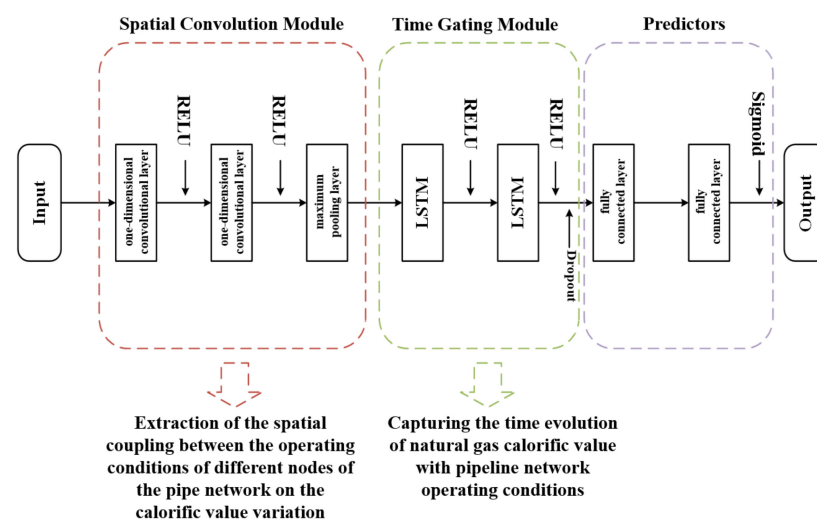 Spatial Convolution Module
Time Gating Module
Predictors
Input
one-dimensional
convolutional layer
RELU
one-dimensional
convolutional layer
RELU
maximum
pooling layer
LSTM
RELU
LSTM
RELU
Dropout
fully
connected layer
fully
connected layer
Sigmoid
Output
Extraction of the spatial
coupling between the operating
conditions of different nodes of
the pipe network on the
calorific value variation
Capturing the time evolution
of natural gas calorific value
with pipeline network
operating conditions